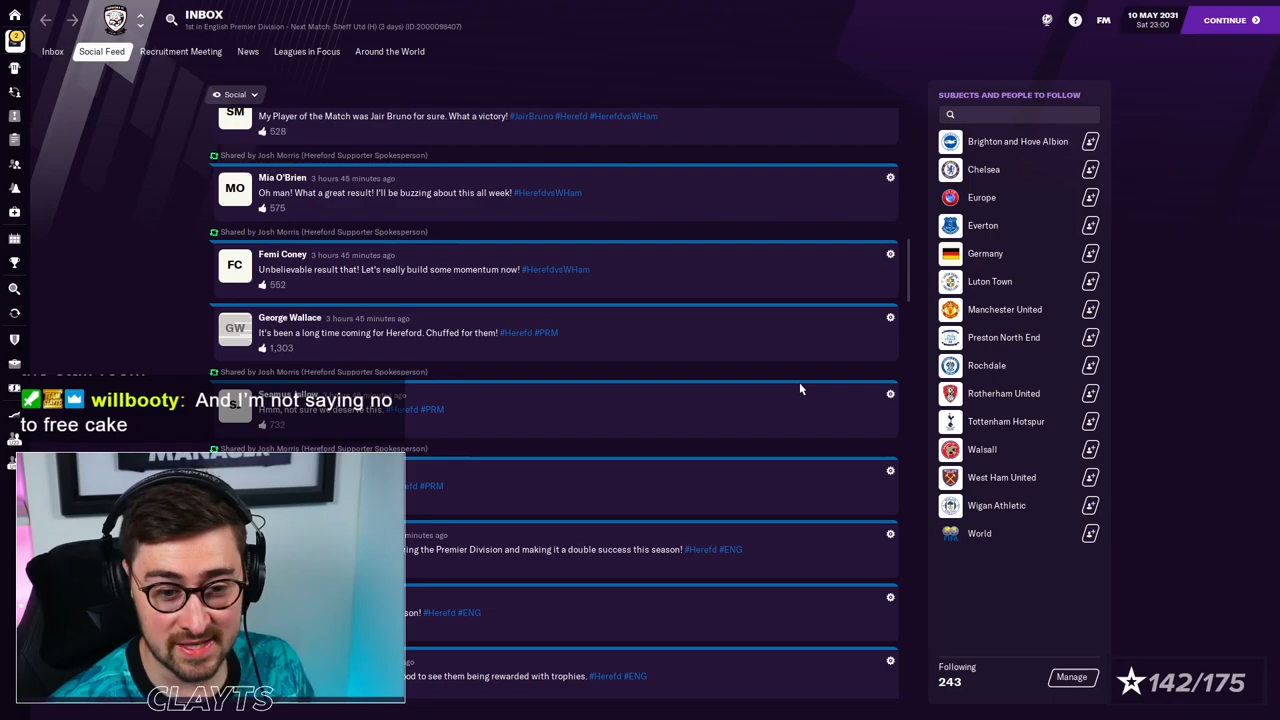 INBOX
1st in English Premier Division - Next Match: Sheff Utd (H) (3 days) (ID:2000098407)
FM
10 MAY 2031
Sat 23:00
CONTINUE
2
Inbox
Social Feed
Recruitment Meeting
News
Leagues in Focus
Around the World
Social
SM
My Player of the Match was Jair Bruno for sure. What a victory! #JairBruno #Herefd #HerefdvsWHam
528
Shared by Josh Morris (Hereford Supporter Spokesperson)
MO
Mia O'Brien 3 hours 45 minutes ago
Oh man! What a great result! I'll be buzzing about this all week! #HerefdvsWHam
575
Shared by Josh Morris (Hereford Supporter Spokesperson)
FC
Femi Coney 3 hours 45 minutes ago
Unbelievable result that! Let's really build some momentum now! #HerefdvsWHam
552
GW
George Wallace 3 hours 45 minutes ago
It's been a long time coming for Hereford. Chuffed for them! #Herefd #PRM
1,303
Shared by Josh Morris (Hereford Supporter Spokesperson)
Hmm, not sure we deserve this. #Herefd #PRM
732
Shared by Josh Morris (Hereford Supporter Spokesperson)
#PRM
minutes ago
the Premier Division and making it a double success this season! #Herefd #ENG
#Herefd #ENG
ago
to see them being rewarded with trophies. #Herefd #ENG
willbooty: And I'm not saying no
to free cake
MANAGER
CLAYTS
SUBJECTS AND PEOPLE TO FOLLOW
Brighton and Hove Albion
Chelsea
Europe
Everton
Germany
Luton Town
Manchester United
Preston North End
Rochdale
Rotherham United
Tottenham Hotspur
Walsall
West Ham United
Wigan Athletic
World
Following
243
Manage
142/175